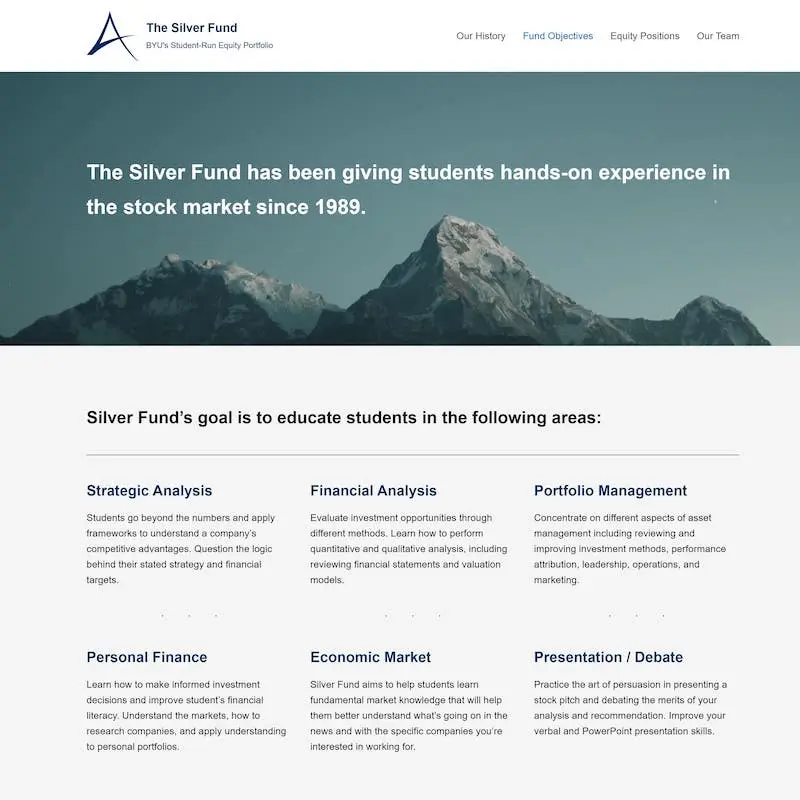 The Silver Fund
BYU's Student-Run Equity Portfolio
Our History
Fund Objectives
Equity Positions
Our Team
The Silver Fund has been giving students hands-on experience in
the stock market since 1989.
Silver Fund’s goal is to educate students in the following areas:
Strategic Analysis
Students go beyond the numbers and apply
frameworks to understand a company’s
competitive advantages. Question the logic
behind their stated strategy and financial
targets.
Financial Analysis
Evaluate investment opportunities through
different methods. Learn how to perform
quantitative and qualitative analysis, including
reviewing financial statements and valuation
models.
Portfolio Management
Concentrate on different aspects of asset
management including reviewing and
improving investment methods, performance
attribution, leadership, operations, and
marketing.
Personal Finance
Learn how to make informed investment
decisions and improve student’s financial
literacy. Understand the markets, how to
research companies, and apply understanding
to personal portfolios.
Economic Market
Silver Fund aims to help students learn
fundamental market knowledge that will help
them better understand what’s going on in the
news and with the specific companies you’re
interested in working for.
Presentation / Debate
Practice the art of persuasion in presenting a
stock pitch and debating the merits of your
analysis and recommendation. Improve your
verbal and PowerPoint presentation skills.